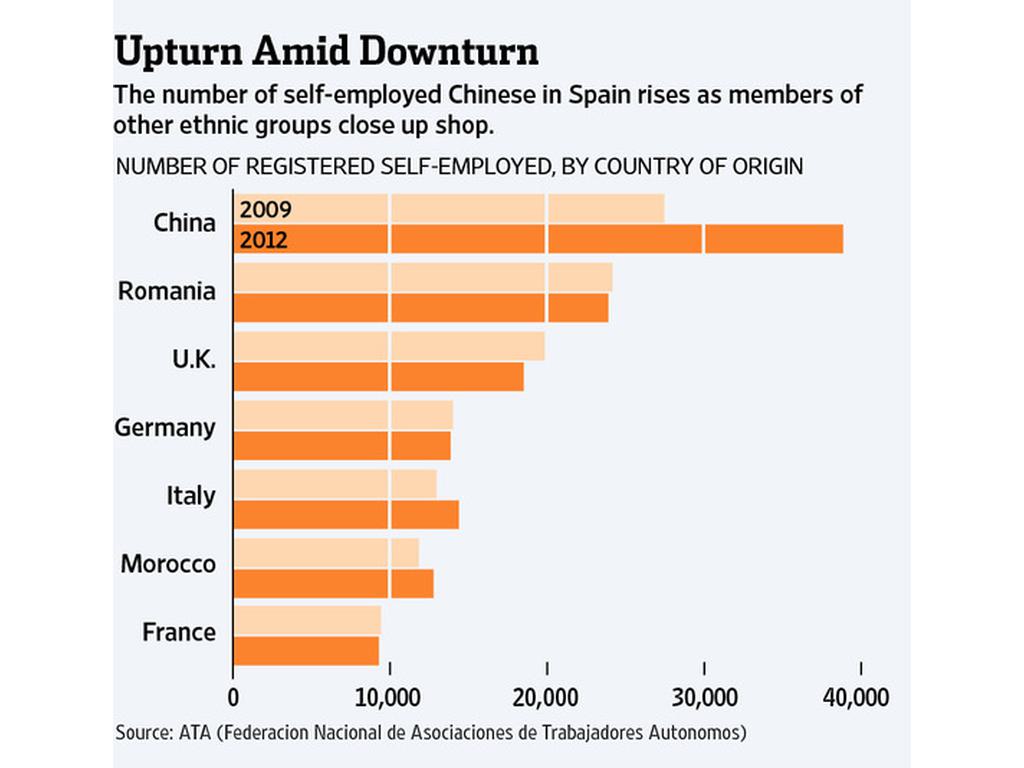 Upturn Amid Downturn
The number of self-employed Chinese in Spain rises as members of
other ethnic groups close up shop.
NUMBER OF REGISTERED SELF-EMPLOYED, BY COUNTRY OF ORIGIN
China
2009
2012
Romania
U.K.
Germany
Italy
Morocco
France
0 10,000 20,000 30,000 40,000
Source: ATA (Federacion Nacional de Asociaciones de Trabajadores Autonomos)